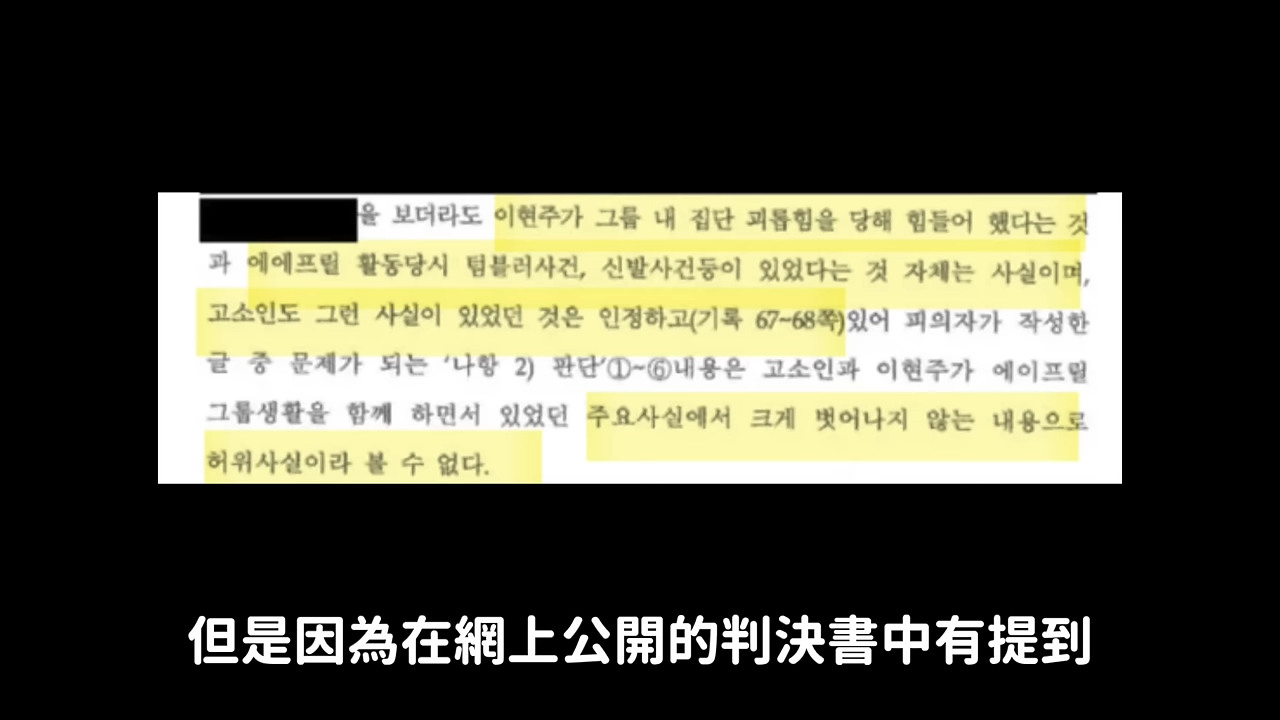 을 보더라도 이현주가 그룹 내 집단 괴롭힘을 당해 힘들어 했다는 것
과 에에프릴 활동당시 텀블러사건, 신발사건등이 있었다는 것 자체는 사실이며,
고소인도 그런 사실이 있었던 것은 인정하고(기록 67~68쪽)있어 피의자가 작성한
글 중 문제가 되는 ‘나항 2) 판단’①~⑥내용은 고소인과 이현주가 에이프릴
그룹생활을 함께 하면서 있었던 주요사실에서 크게 벗어나지 않는 내용으로
허위사실이라 볼 수 없다.
但是因為在網上公開的判決書中有提到